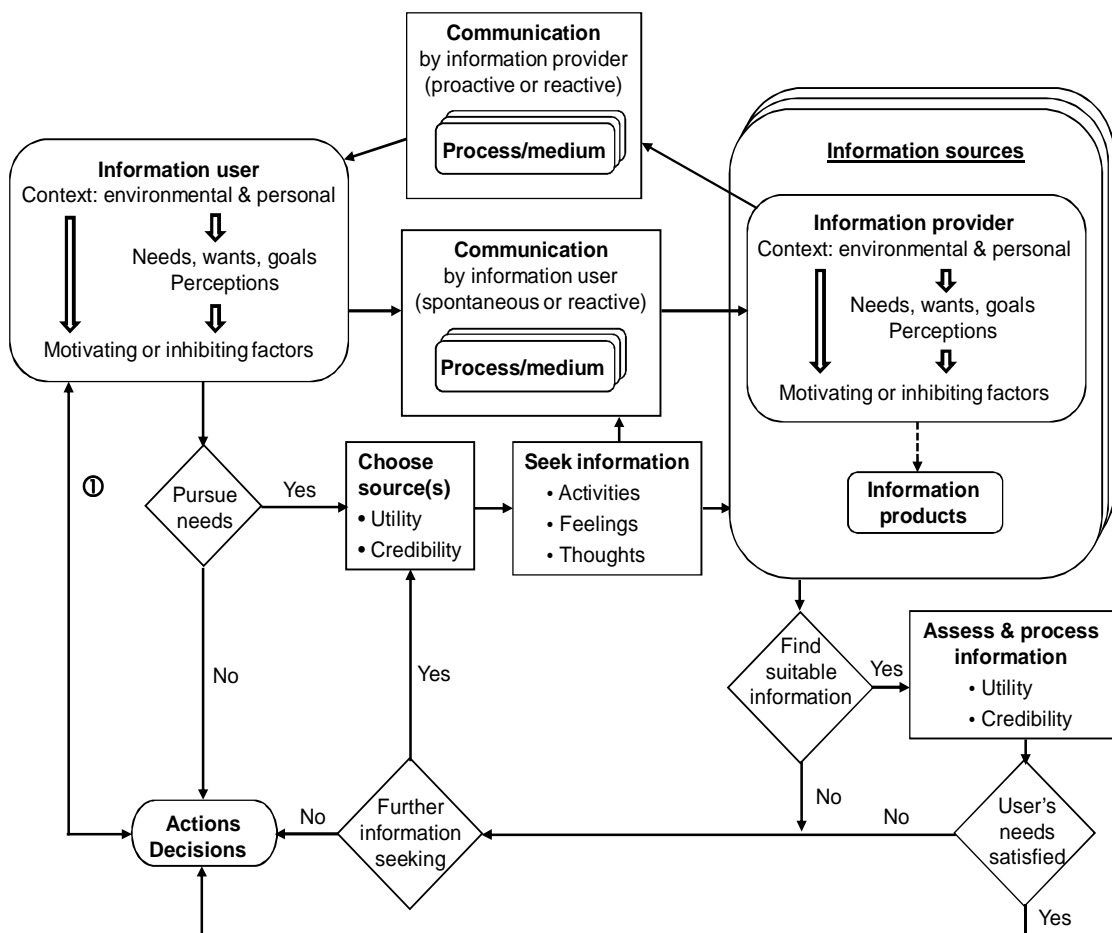 Communication
by information provider
(proactive or reactive)
Process/medium
Information user
Context: environmental & personal
Needs, wants, goals
Perceptions
Motivating or inhibiting factors
Communication
by information user
(spontaneous or reactive)
Process/medium
Information sources
Information provider
Context: environmental & personal
Needs, wants, goals
Perceptions
Motivating or inhibiting factors
Information
products
①
Pursue
needs
Yes
Choose
source(s)
• Utility
• Credibility
Seek information
• Activities
• Feelings
• Thoughts
No
Yes
Find
suitable
information
Yes
Assess & process
information
• Utility
• Credibility
No
Actions
Decisions
No
Further
information
seeking
No
User's
needs
satisfied
Yes